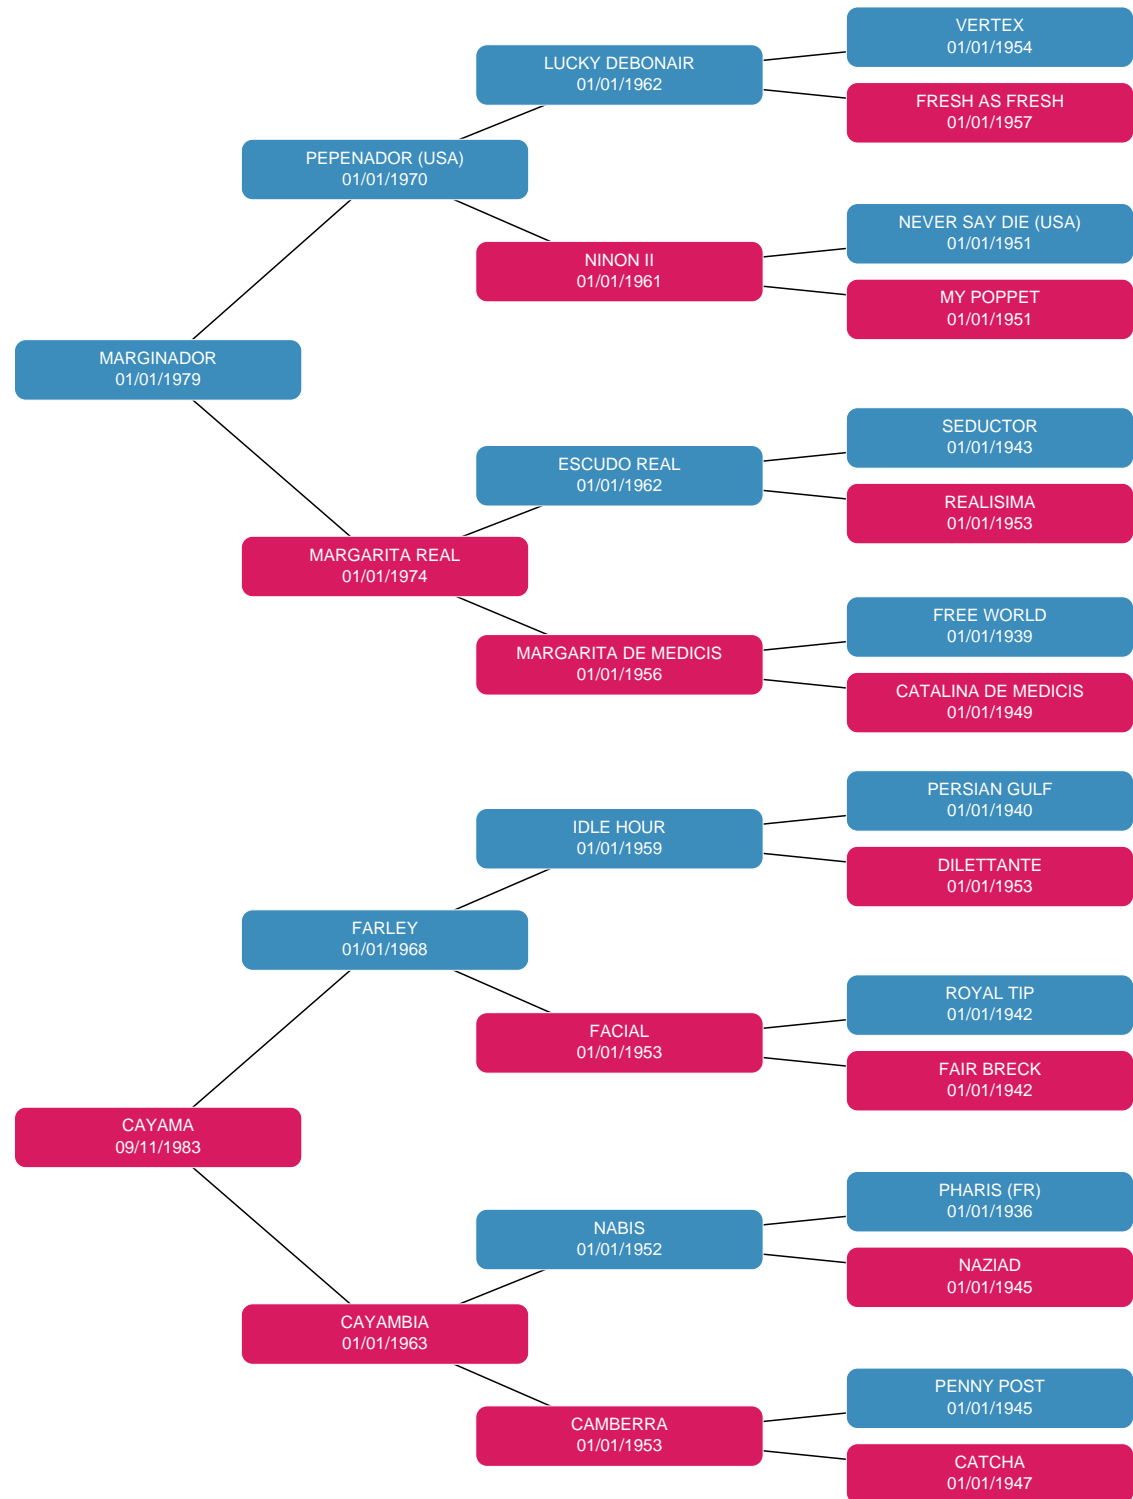 VERTEX
01/01/1954
LUCKY DEBONAIR
01/01/1962
FRESH AS FRESH
01/01/1957
PEPENADOR (USA)
01/01/1970
NEVER SAY DIE (USA)
01/01/1951
NINON II
01/01/1961
MY POPPET
01/01/1951
MARGINADOR
01/01/1979
SEDUCTOR
01/01/1943
ESCUDO REAL
01/01/1962
REALISIMA
01/01/1953
MARGARITA REAL
01/01/1974
FREE WORLD
01/01/1939
MARGARITA DE MEDICIS
01/01/1956
CATALINA DE MEDICIS
01/01/1949
PERSIAN GULF
01/01/1940
IDLE HOUR
01/01/1959
DILETTANTE
01/01/1953
FARLEY
01/01/1968
ROYAL TIP
01/01/1942
FACIAL
01/01/1953
FAIR BRECK
01/01/1942
CAYAMA
09/11/1983
PHARIS (FR)
01/01/1936
NABIS
01/01/1952
NAZIAD
01/01/1945
CAYAMBIA
01/01/1963
PENNY POST
01/01/1945
CAMBERRA
01/01/1953
CATCHA
01/01/1947